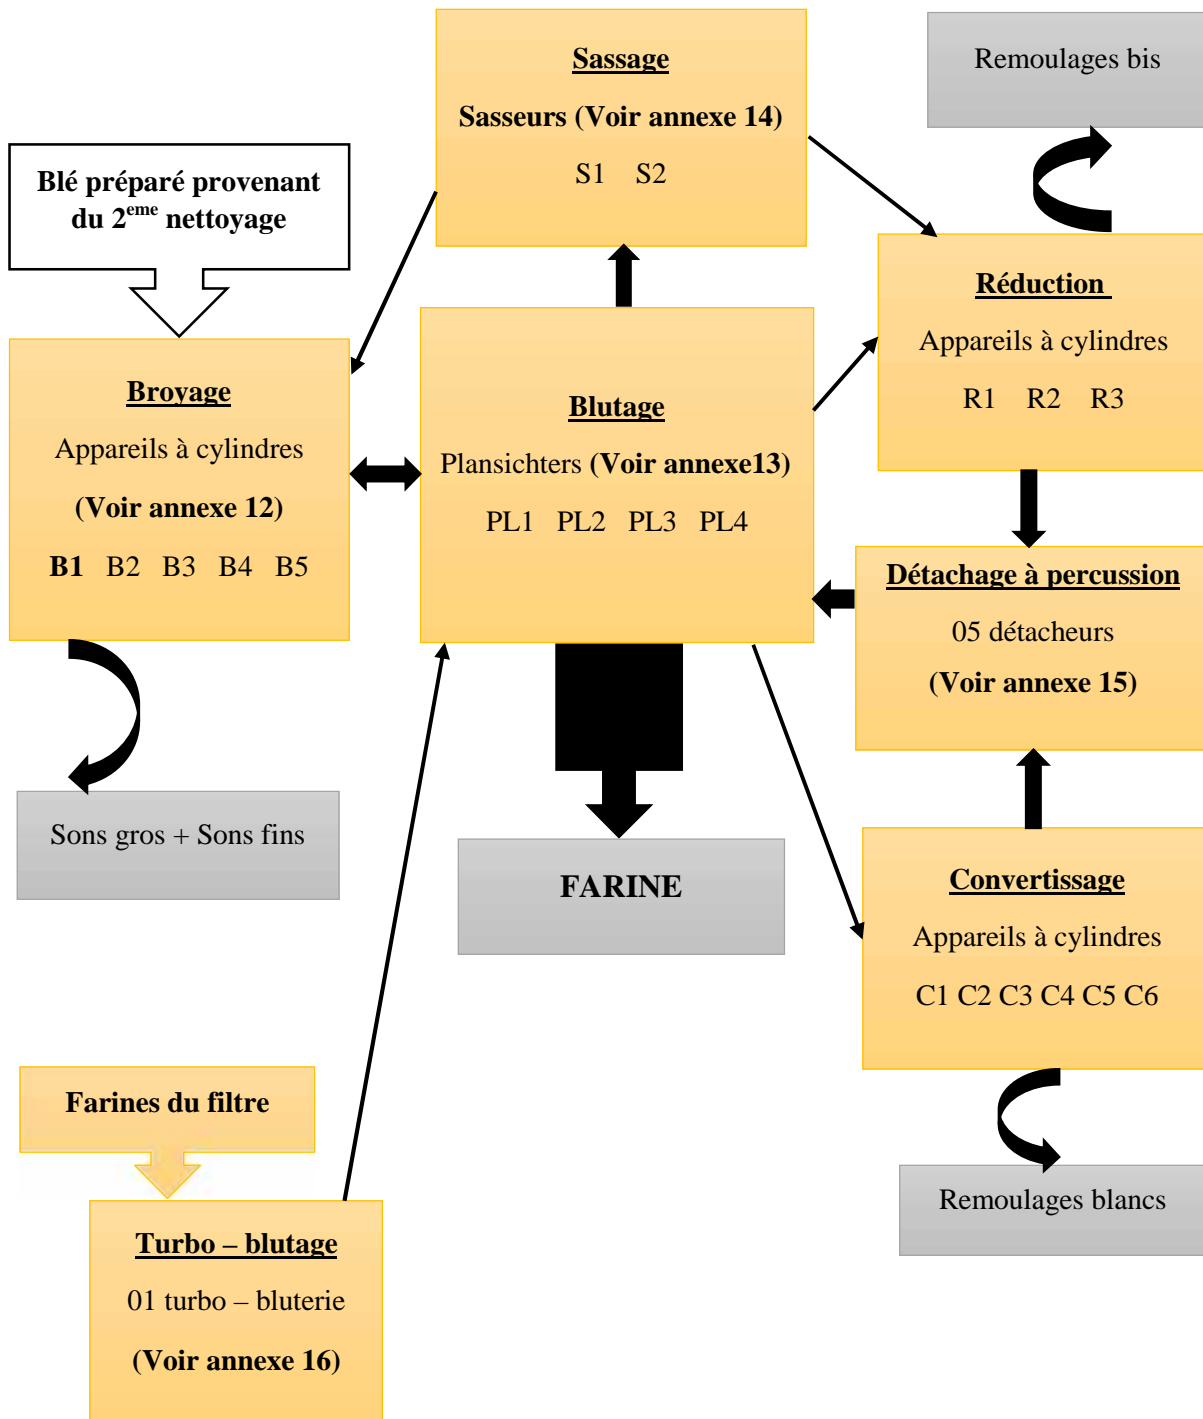 Sassage
Sasseurs (Voir annexe 14)
S1 S2
Remoulages bis
Blé préparé provenant
du 2eme nettoyage
Réduction
Appareils à cylindres
R1 R2 R3
Broyage
Appareils à cylindres
(Voir annexe 12)
B1 B2 B3 B4 B5
Blutage
Plansichters (Voir annexe13)
PL1 PL2 PL3 PL4
Détachage à percussion
05 détacheurs
(Voir annexe 15)
Sons gros + Sons fins
FARINE
Convertissage
Appareils à cylindres
C1 C2 C3 C4 C5 C6
Farines du filtre
Remoulages blancs
Turbo – blutage
01 turbo – bluterie
(Voir annexe 16)